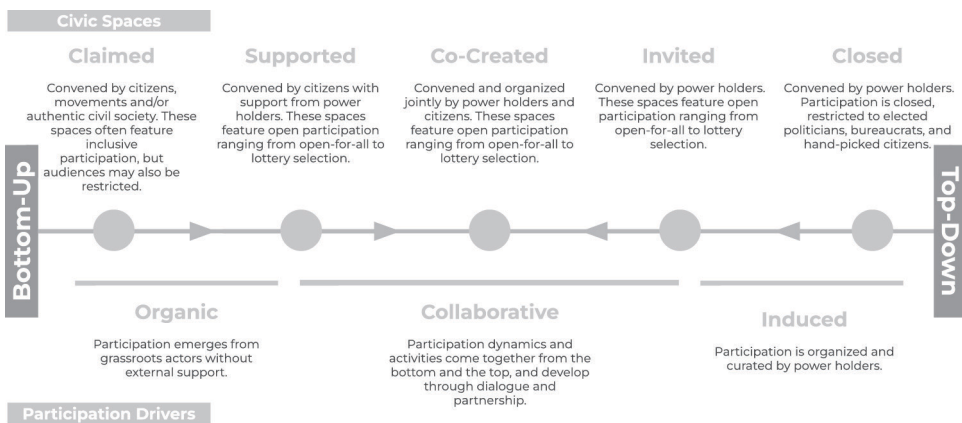 Civic Spaces
Claimed
Convened by citizens,
movements and/or
authentic civil society. These
spaces often feature
inclusive
participation, but
audiences may also be
restricted.
Supported
Convened by citizens with
support from power
holders. These spaces
feature open participation
ranging from open-for-all to
lottery selection.
Co-Created
Convened and organized
jointly by power holders and
citizens. These spaces
feature open participation
ranging from open-for-all to
lottery selection.
Invited
Convened by power holders.
These spaces feature open
participation ranging from
open-for-all to lottery
selection.
Closed
Convened by power holders.
Participation is closed,
restricted to elected
politicians, bureaucrats, and
hand-picked citizens.
Bottom-Up
Top-Down
Organic
Participation emerges from
grassroots actors without
external support.
Collaborative
Participation dynamics and
activities come together from the
bottom and the top, and develop
through dialogue and
partnership.
Induced
Participation is organized and
curated by power holders.
Participation Drivers